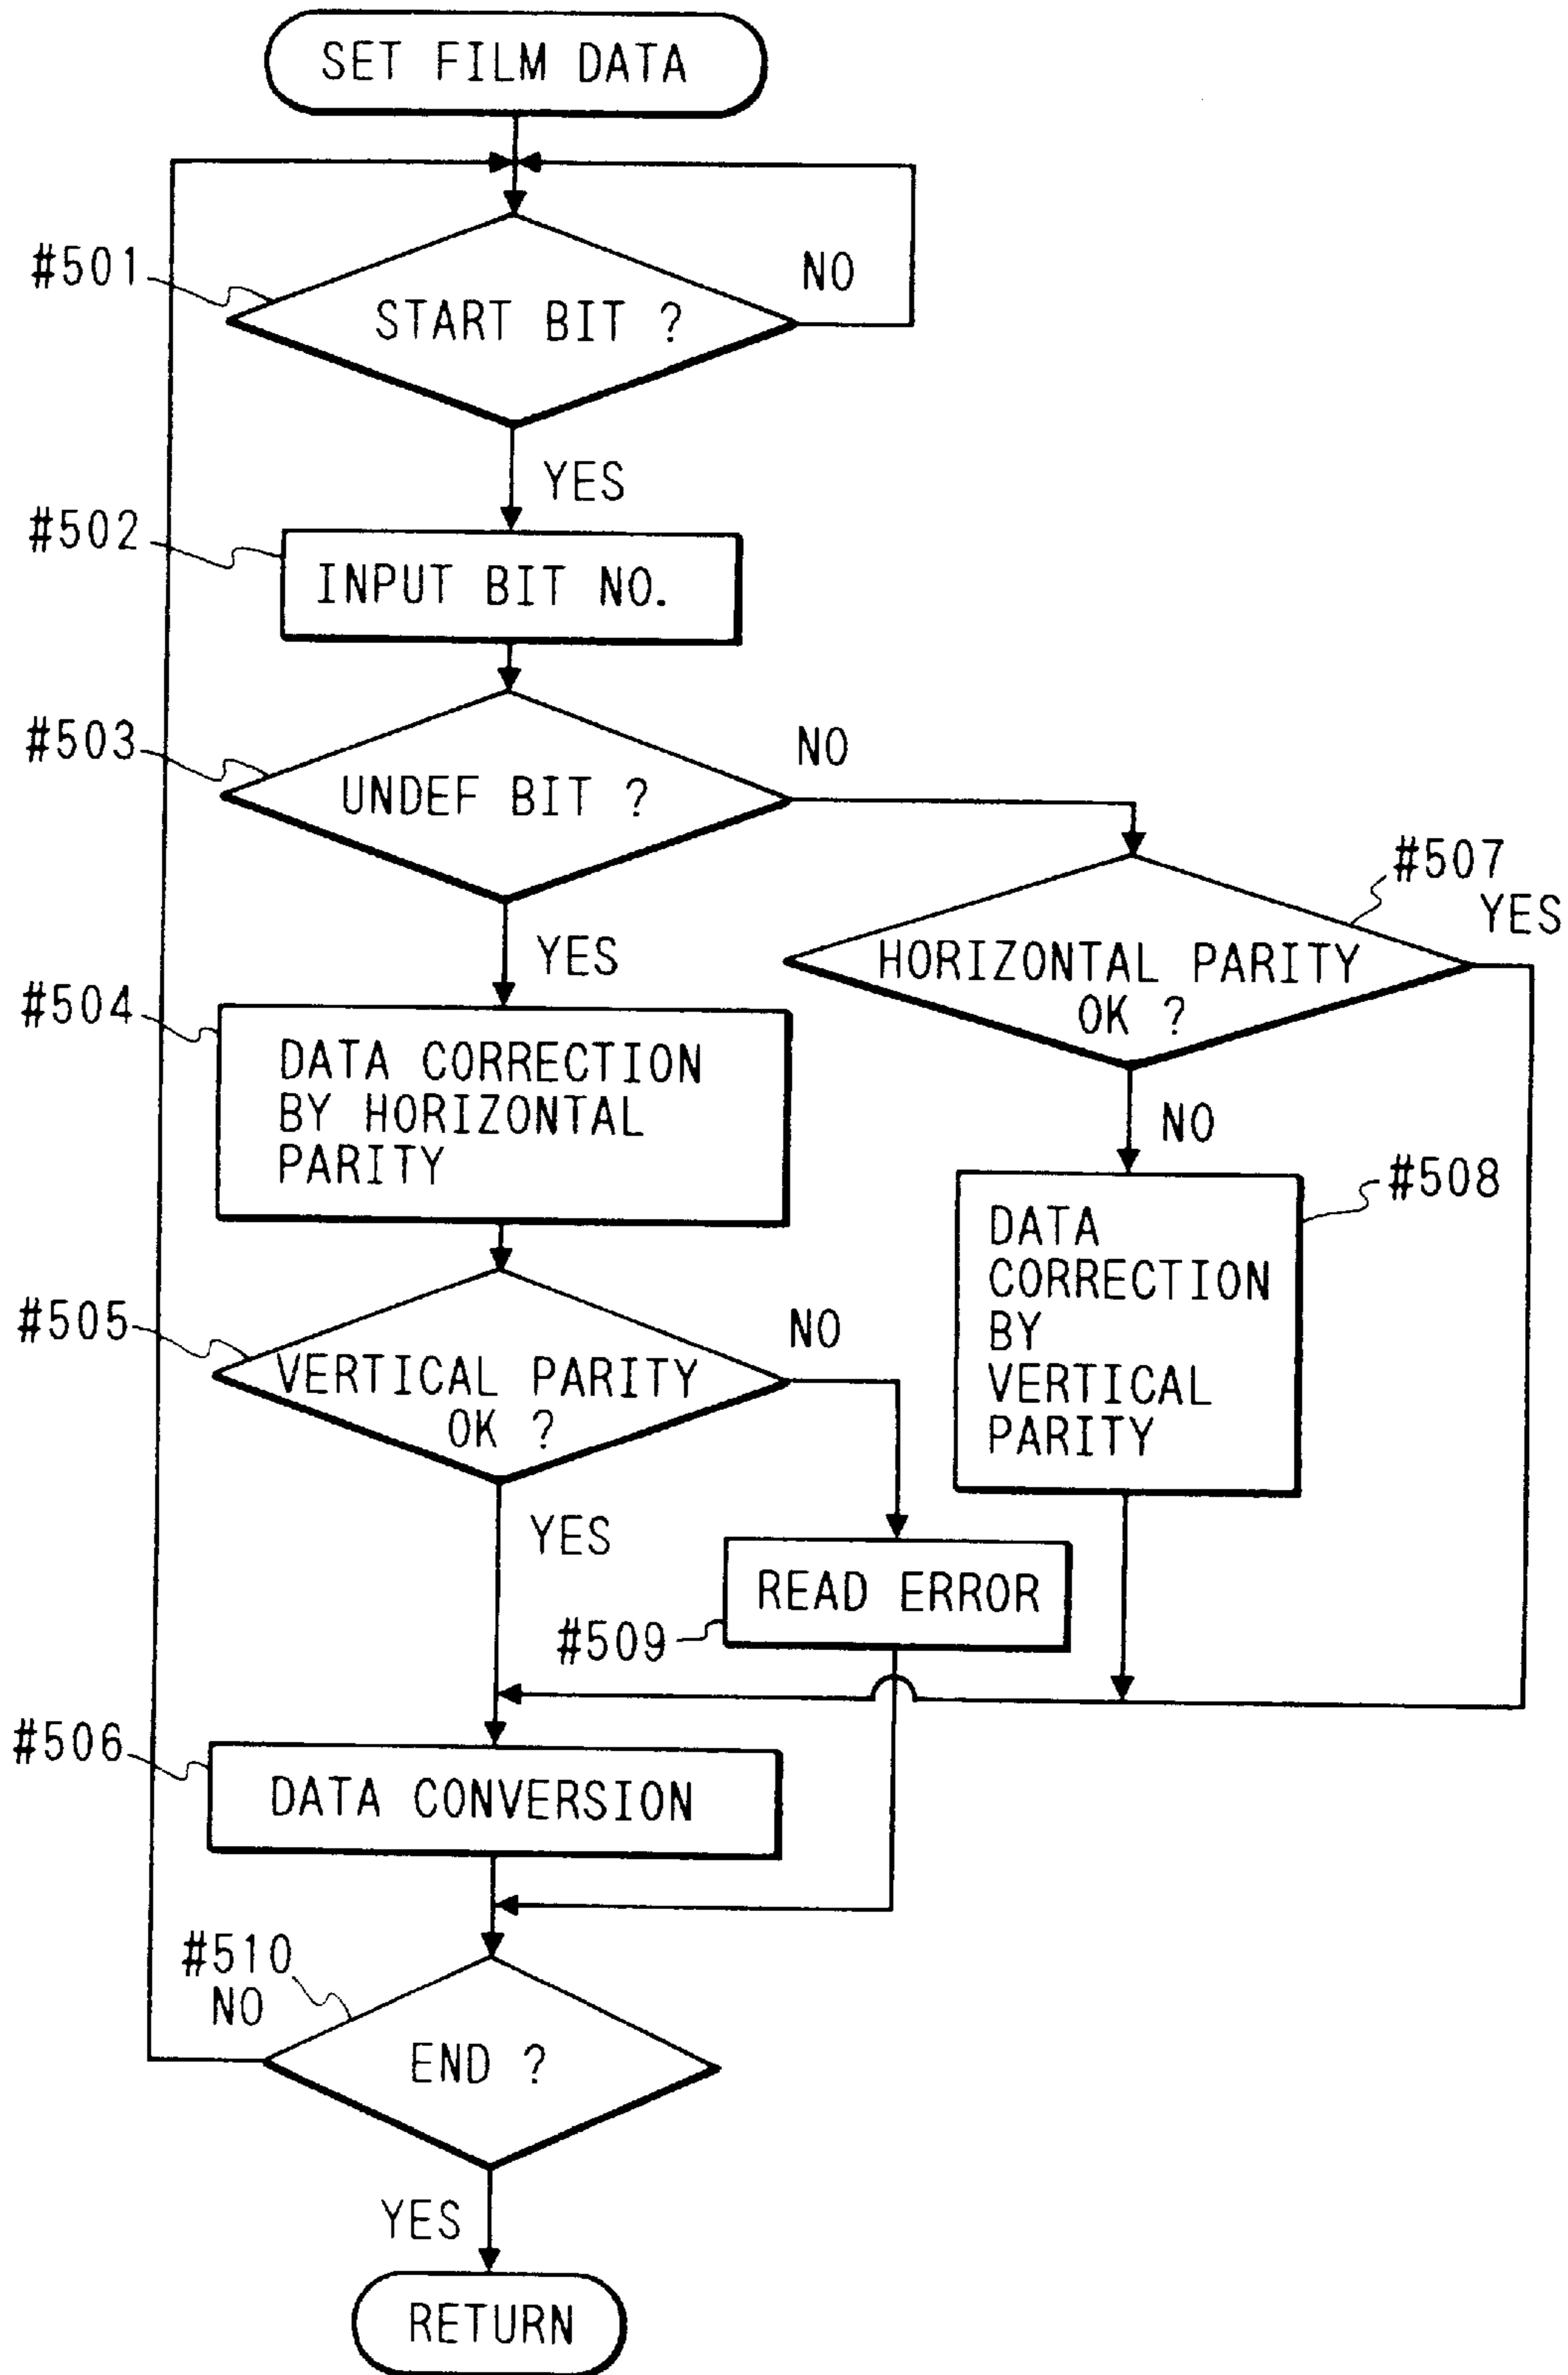 SET FILM DATA
#501
START BIT ?
NO
YES
#502
INPUT BIT NO.
#503
UNDEF BIT ?
NO
YES
#507
YES
HORIZONTAL PARITY
OK ?
NO
#504
DATA CORRECTION
BY HORIZONTAL
PARITY
#508
DATA
CORRECTION
BY
VERTICAL
PARITY
#505
VERTICAL PARITY
OK ?
NO
YES
READ ERROR
#509
#506
DATA CONVERSION
#510
NO
END ?
YES
RETURN